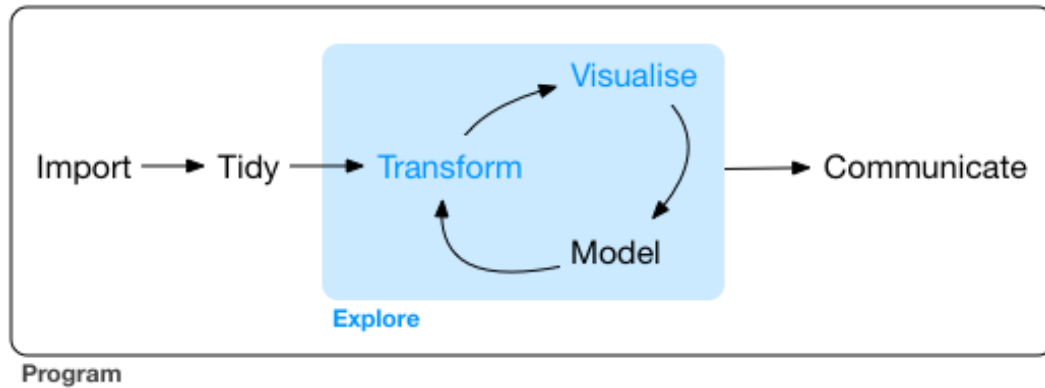 Visualise
Import Tidy Transform Communicate
Model
Explore
Program